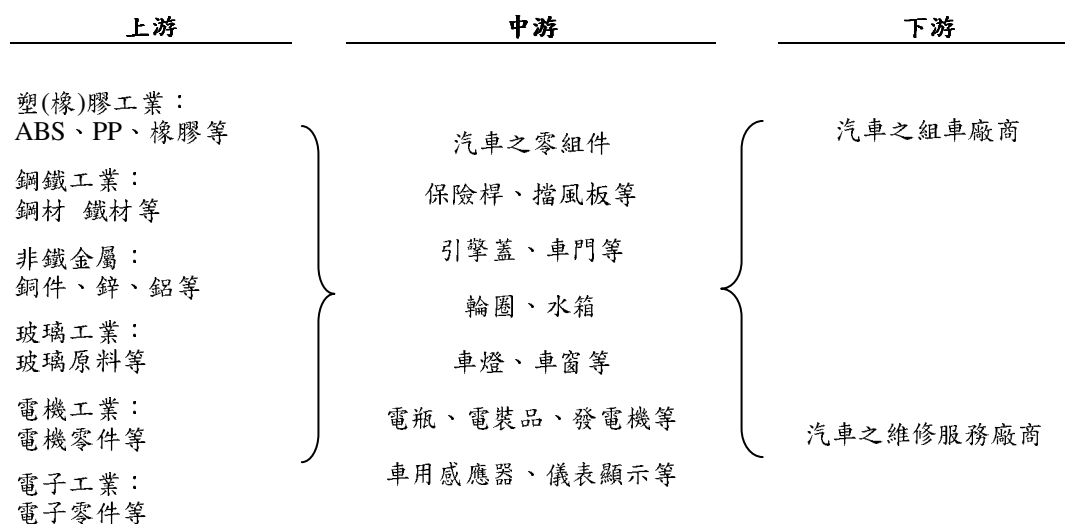 上游
中游
下游
塑(橡)膠工業：
ABS、PP、橡膠等
鋼鐵工業：
鋼材 鐵材等
非鐵金屬：
銅件、鋅、鋁等
玻璃工業：
玻璃原料等
電機工業：
電機零件等
電子工業：
電子零件等
汽車之零組件
保險桿、擋風板等
引擎蓋、車門等
輪圈、水箱
車燈、車窗等
電瓶、電裝品、發電機等
車用感應器、儀表顯示等
汽車之組車廠商
汽車之維修服務廠商